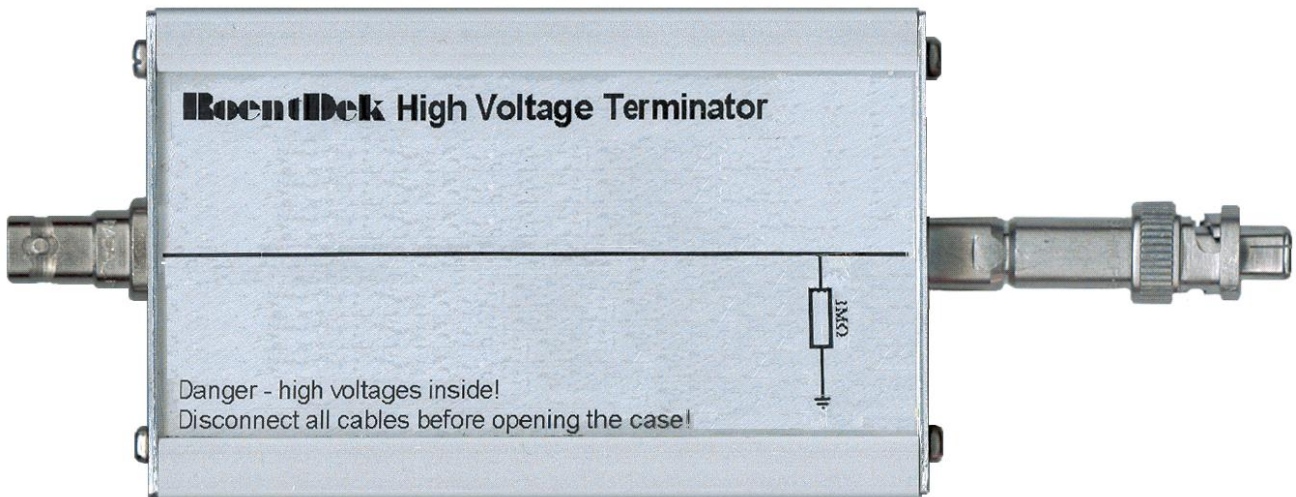 RoentDek High Voltage Terminator
1MΩ
Danger - high voltages inside!
Disconnect all cables before opening the case!